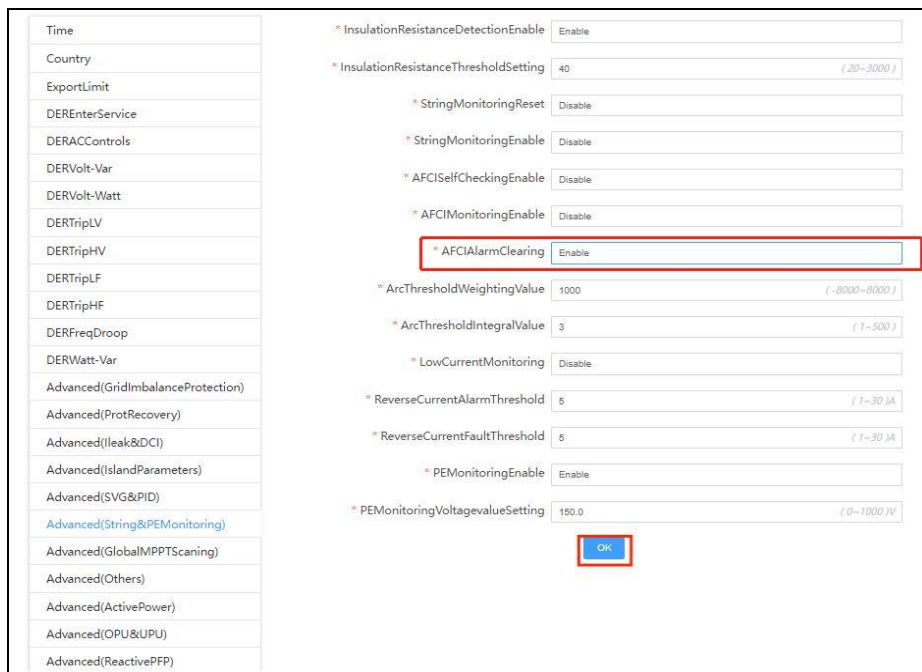 Time
Country
ExportLimit
DEREnterService
DERACControls
DERVolt-Var
DERVolt-Watt
DERTripLV
DERTripHV
DERTripLF
DERTripHF
DERFreqDroop
DERWatt-Var
Advanced(GridImbalanceProtection)
Advanced(ProtRecovery)
Advanced(Ileak&DCI)
Advanced(IslandParameters)
Advanced(SVG&PID)
Advanced(String&PEMonitoring)
Advanced(GlobalMPPTScaning)
Advanced(Others)
Advanced(ActivePower)
Advanced(OPU&UPU)
Advanced(ReactivePFP)
* InsulationResistanceDetectionEnable Enable
* InsulationResistanceThresholdSetting 40 ( 20~3000 )
* StringMonitoringReset Disable
* StringMonitoringEnable Disable
* AFCISelfCheckingEnable Disable
* AFCIMonitoringEnable Disable
* AFCIAlarmClearing Enable
* ArcThresholdWeightingValue 1000 ( -8000~8000 )
* ArcThresholdIntegralValue 3 ( 1~500 )
* LowCurrentMonitoring Disable
* ReverseCurrentAlarmThreshold 5 ( 1~30 )A
* ReverseCurrentFaultThreshold 5 ( 1~30 )A
* PEMonitoringEnable Enable
* PEMonitoringVoltagevalueSetting 150.0 ( 0~1000 )V
OK